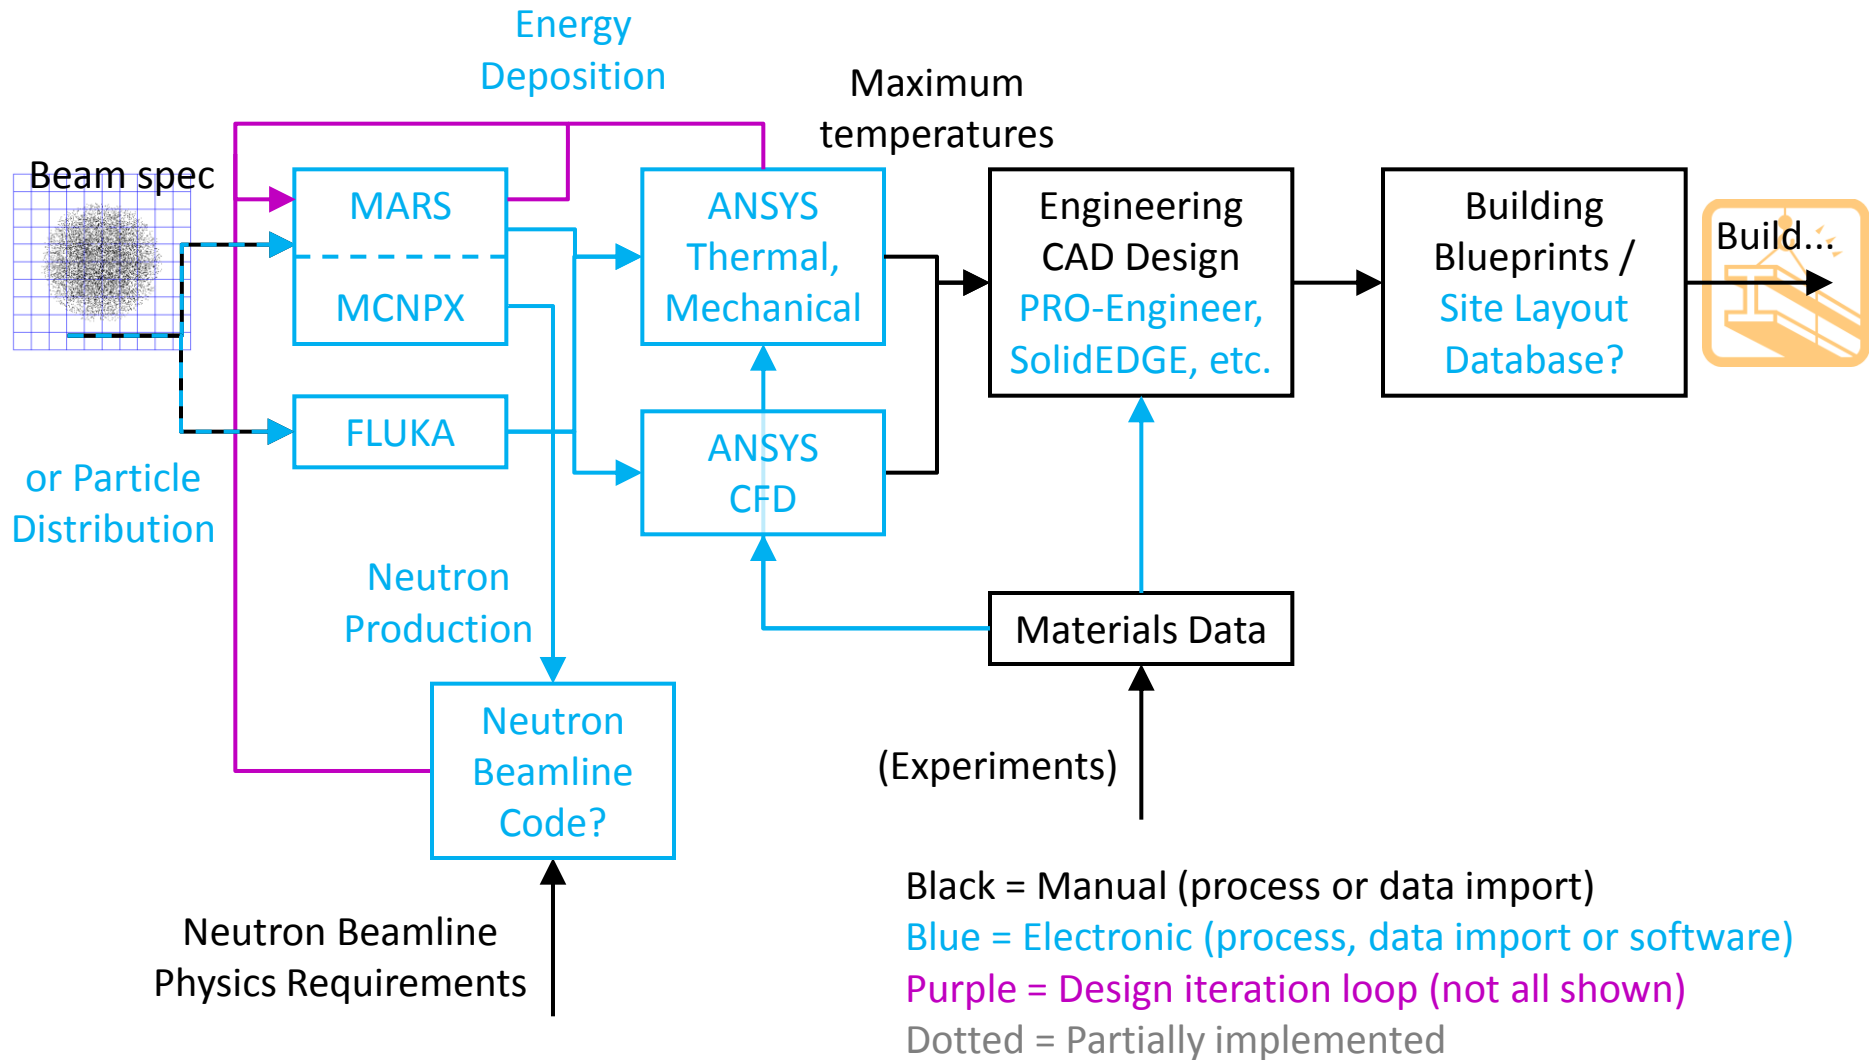 Energy
Deposition
Maximum
temperatures
Beam spec
MARS
MCNPX
FLUKA
or Particle
Distribution
ANSYS
Thermal,
Mechanical
ANSYS
CFD
Engineering
CAD Design
PRO-Engineer,
SolidEDGE, etc.
Building
Blueprints /
Site Layout
Database?
Build...
Neutron
Production
Materials Data
Neutron
Beamline
Code?
(Experiments)
Neutron Beamline
Physics Requirements
Black = Manual (process or data import)
Blue = Electronic (process, data import or software)
Purple = Design iteration loop (not all shown)
Dotted = Partially implemented